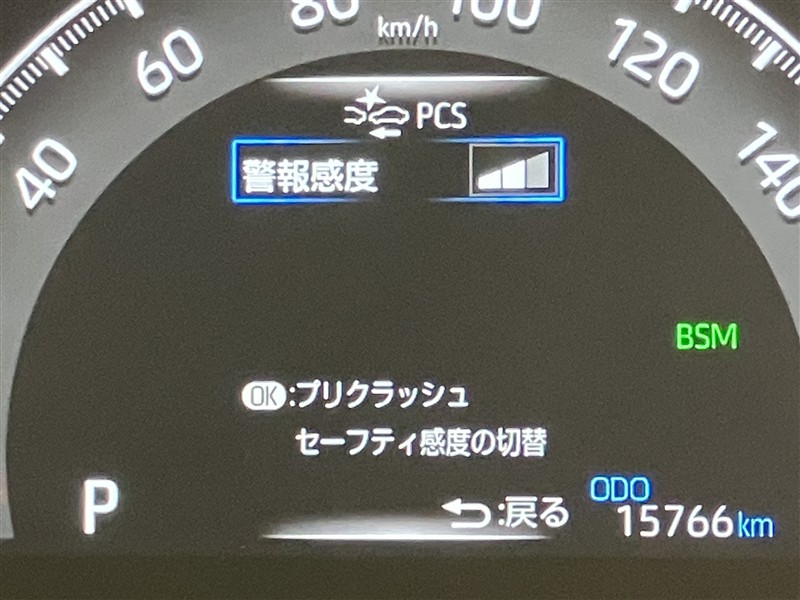 80
100
km/h
60
120
40
140
PCS
警報感度
BSM
OK:プリクラッシュ
セーフティ感度の切替
P
:戻る
ODO
15766km